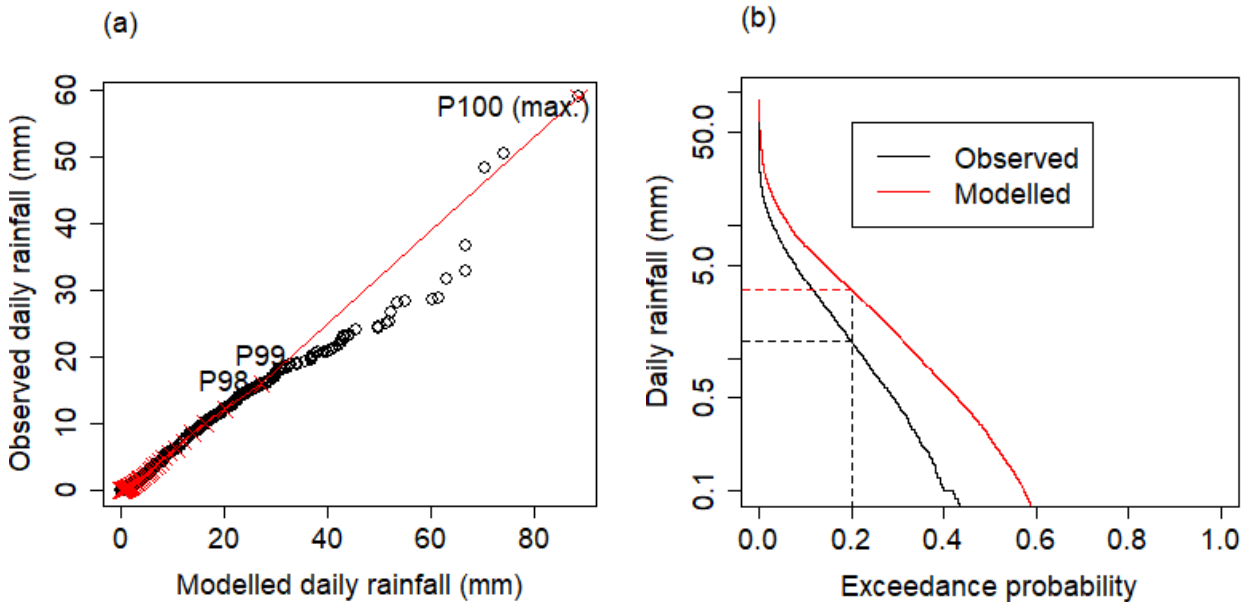 (a)
Observed daily rainfall (mm)
60
50
40
30
20
10
0
P100 (max.)
P99
P98
0 20 40 60 80
Modelled daily rainfall (mm)
(b)
Daily rainfall (mm)
50.0
5.0
0.5
0.1
Observed
Modelled
0.0 0.2 0.4 0.6 0.8 1.0
Exceedance probability